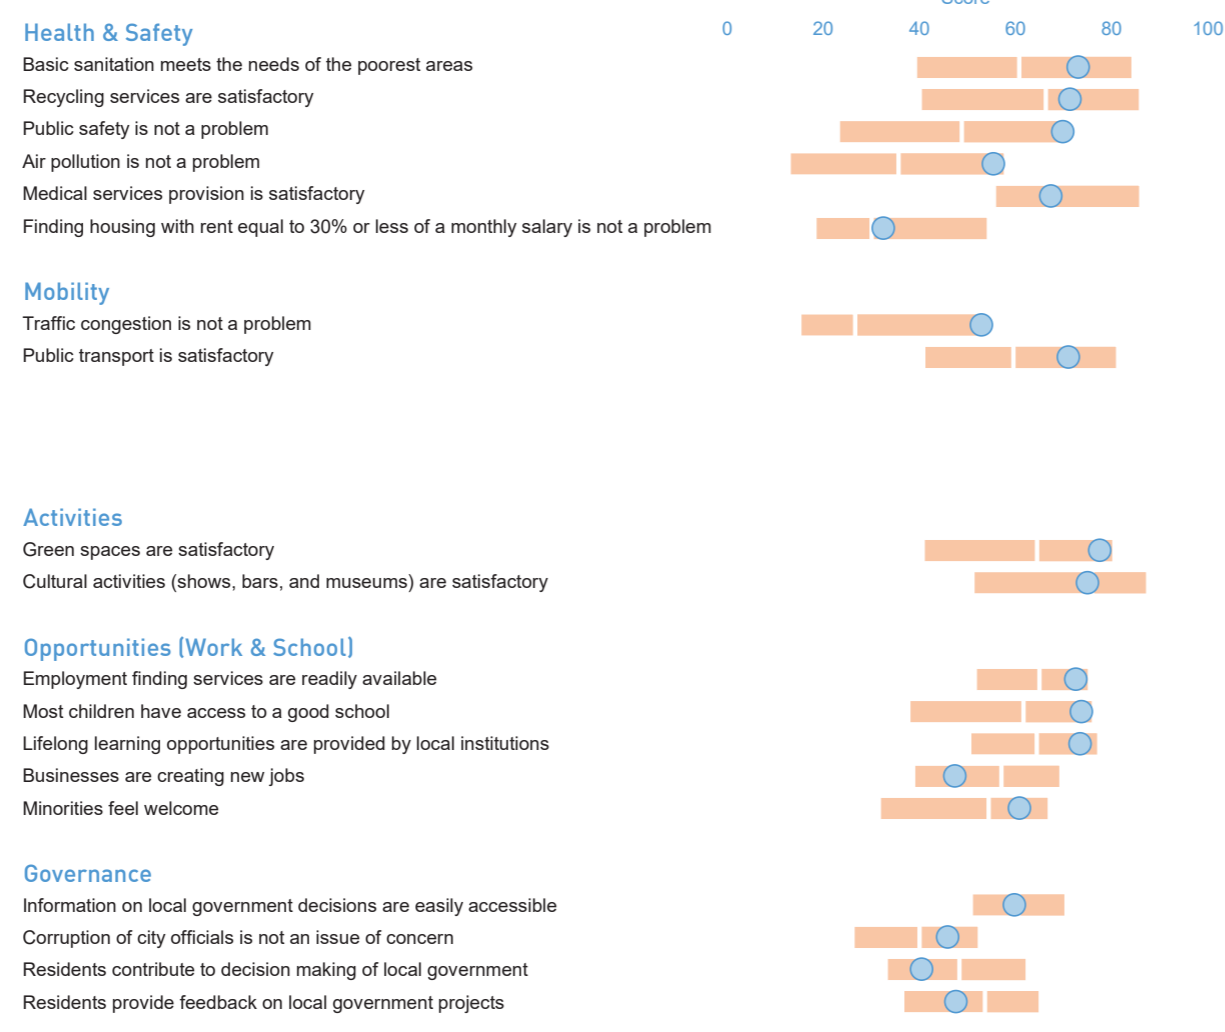 Score
Health & Safety
0 20 40 60 80 100
Basic sanitation meets the needs of the poorest areas
Recycling services are satisfactory
Public safety is not a problem
Air pollution is not a problem
Medical services provision is satisfactory
Finding housing with rent equal to 30% or less of a monthly salary is not a problem
Mobility
Traffic congestion is not a problem
Public transport is satisfactory
Activities
Green spaces are satisfactory
Cultural activities (shows, bars, and museums) are satisfactory
Opportunities (Work & School)
Employment finding services are readily available
Most children have access to a good school
Lifelong learning opportunities are provided by local institutions
Businesses are creating new jobs
Minorities feel welcome
Governance
Information on local government decisions are easily accessible
Corruption of city officials is not an issue of concern
Residents contribute to decision making of local government
Residents provide feedback on local government projects